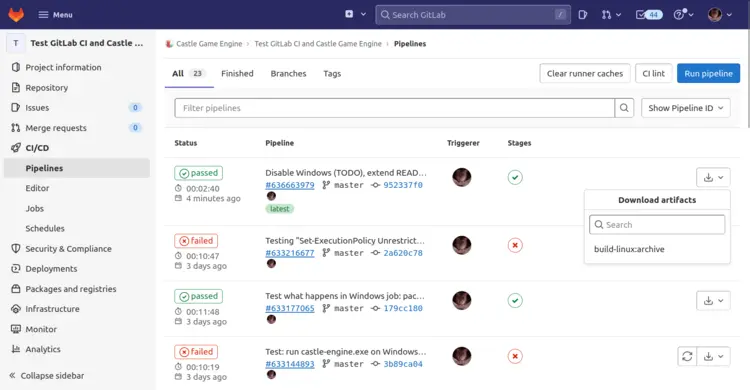 Menu
Search GitLab
/
44
T
Test GitLab CI and Castle ...
Project information
Repository
Issues
0
Merge requests
0
CI/CD
Pipelines
Editor
Jobs
Schedules
Security & Compliance
Deployments
Packages and registries
Infrastructure
Monitor
Analytics
Collapse sidebar
Castle Game Engine › Test GitLab CI and Castle Game Engine › Pipelines
All 23 Finished Branches Tags
Clear runner caches
CI lint
Run pipeline
Filter pipelines
Show Pipeline ID
Status Pipeline Triggerer Stages
passed
00:02:40
4 minutes ago
Disable Windows (TODO), extend READ...
#636663979 master 952337f0
latest
Download artifacts
Search
build-linux:archive
failed
00:10:47
3 days ago
Testing "Set-ExecutionPolicy Unrestrict...
#633216677 master 2a620c78
passed
00:11:48
3 days ago
Test what happens in Windows job: pac...
#633177065 master 179cc180
failed
00:10:19
3 days ago
Test: run castle-engine.exe on Windows...
#633144893 master 3b89ca04